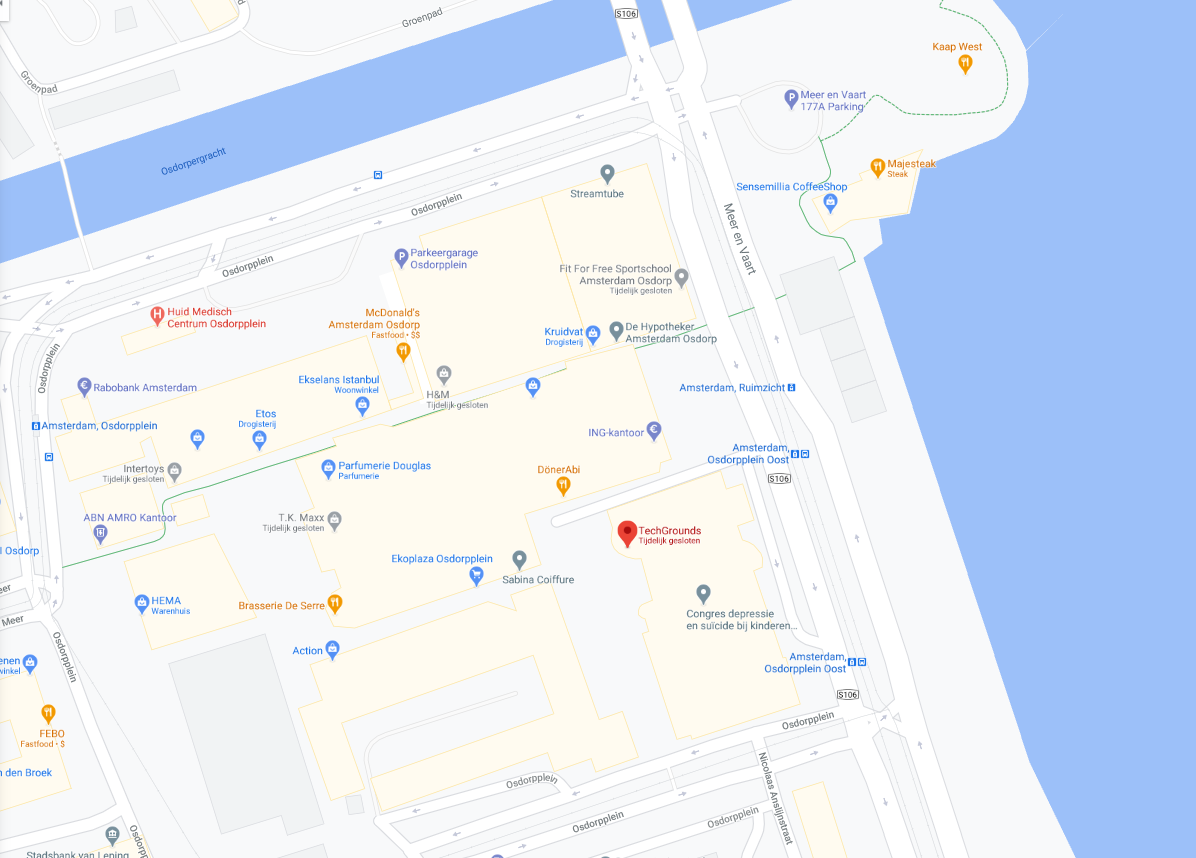 S106
Groenpad
Kaap West
Groenpad
Meer en Vaart
177A Parking
Osdorpergracht
Majesteak
Steak
Streamtube
Sensemillia CoffeeShop
Osdorpplein
Meer en Vaart
Parkeergarage
Osdorpplein
Osdorpplein
Fit For Free Sportschool
Amsterdam Osdorp
Tijdelijk gesloten
Huid Medisch
Centrum Osdorpplein
McDonald's
Amsterdam Osdorp
Fastfood • $$
Kruidvat
Drogisterij
De Hypotheker
Amsterdam Osdorp
Osdorpplein
Rabobank Amsterdam
Ekselans Istanbul
Woonwinkel
H&M
Tijdelijk gesloten
Amsterdam, Ruimzicht
Etos
Drogisterij
Amsterdam, Osdorpplein
ING-kantoor
Amsterdam,
Osdorpplein Oost
Intertoys
Tijdelijk gesloten
Parfumerie Douglas
Parfumerie
DönerAbi
S106
ABN AMRO Kantoor
T.K. Maxx
Tijdelijk gesloten
TechGrounds
Tijdelijk gesloten
Osdorp
Ekoplaza Osdorpplein
Sabina Coiffure
HEMA
Warenhuis
Brasserie De Serre
Congres depressie
en suïcide bij kinderen...
Meer
Osdorpplein
Action
Amsterdam,
Osdorpplein Oost
S106
FEBO
Fastfood • $
Osdorpplein
Nicolaas Anslijnstraat
n den Broek
Osdorpplein
Osdorpplein
Osdorpplein
Stadsbank van Lening